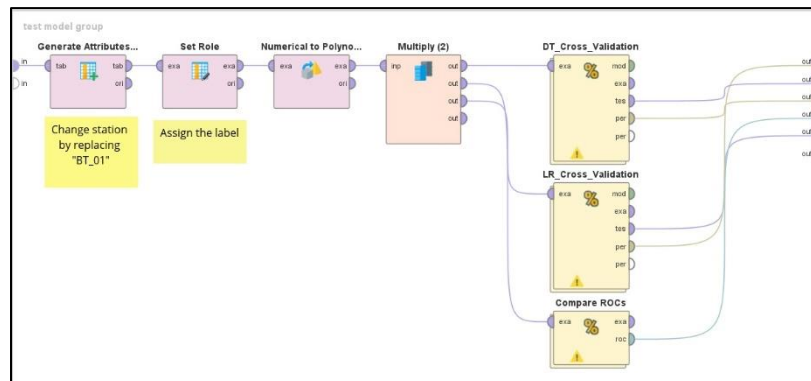 test model group
Generate Attributes...
Set Role
Numerical to Polyno...
Multiply (2)
DT_Cross_Validation
in
in
tab
tab
ori
exa
exa
ori
exa
exa
ori
inp
out
out
out
out
exa
mod
exa
tes
per
per
out
out
out
out
out
Change station
by replacing
"BT_01"
Assign the label
LR_Cross_Validation
exa
mod
exa
tes
per
per
Compare ROCs
exa
exa
roc